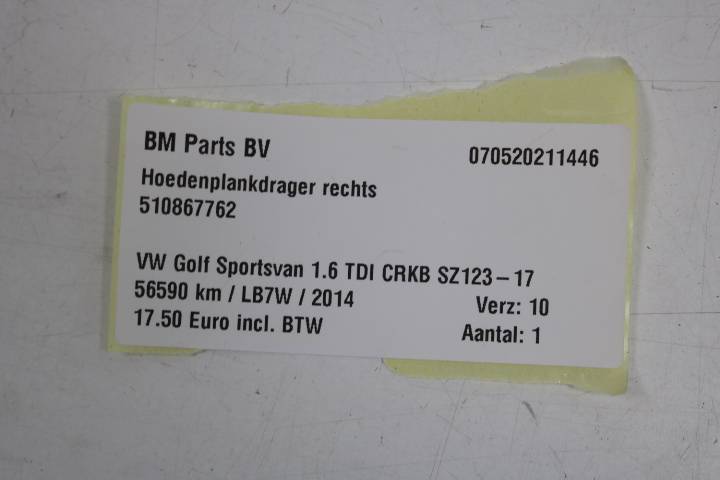 BM Parts BV 070520211446
Hoedenplankdrager rechts
510867762
VW Golf Sportsvan 1.6 TDI CRKB SZ123-17
56590 km / LB7W / 2014 Verz: 10
17.50 Euro incl. BTW Aantal: 1